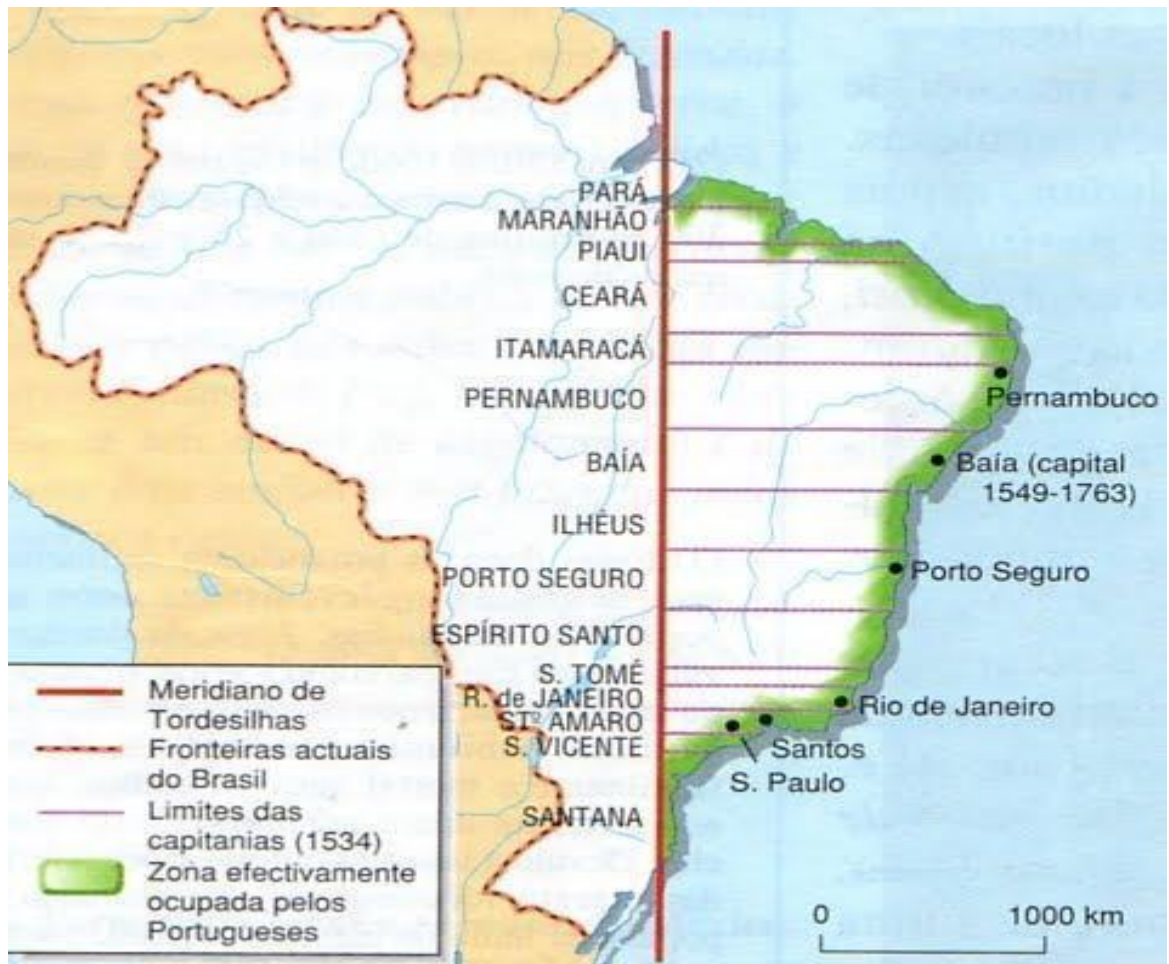 PARÁ
MARANHÃO
PIAUI
CEARÁ
ITAMARACÁ
PERNAMBUCO
BAÍA
ILHÉUS
PORTO SEGURO
ESPÍRITO SANTO
S. TOMÉ
R. de JANEIRO
STº AMARO
S. VICENTE
SANTANA
Pernambuco
Baía (capital
1549-1763)
Porto Seguro
Rio de Janeiro
Santos
S. Paulo
Meridiano de
Tordesilhas
Fronteiras actuais
do Brasil
Limites das
capitanias (1534)
Zona efectivamente
ocupada pelos
Portugueses
0 1000 km